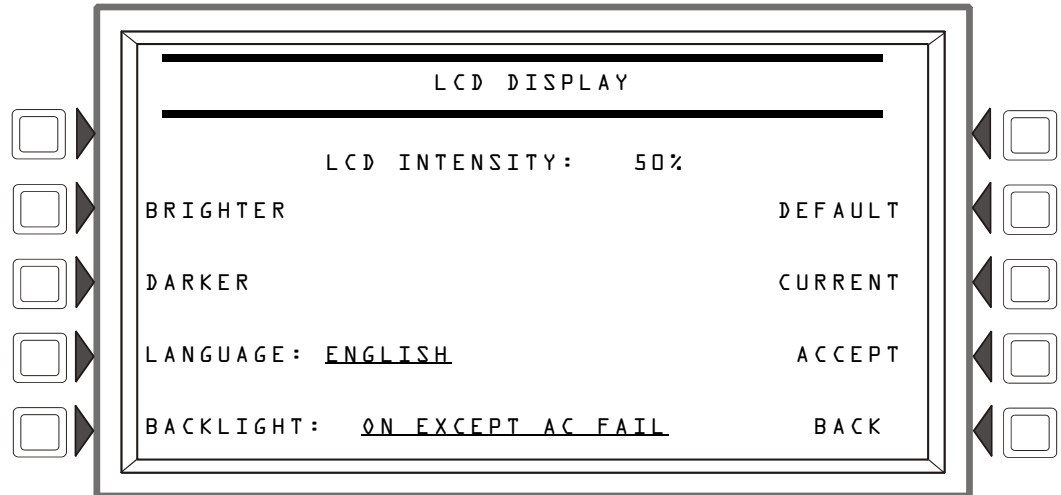 LCD DISPLAY
LCD INTENSITY: 50%
BRIGHTER DEFAULT
DARKER CURRENT
LANGUAGE: ENGLISH ACCEPT
BACKLIGHT: ON EXCEPT AC FAIL BACK